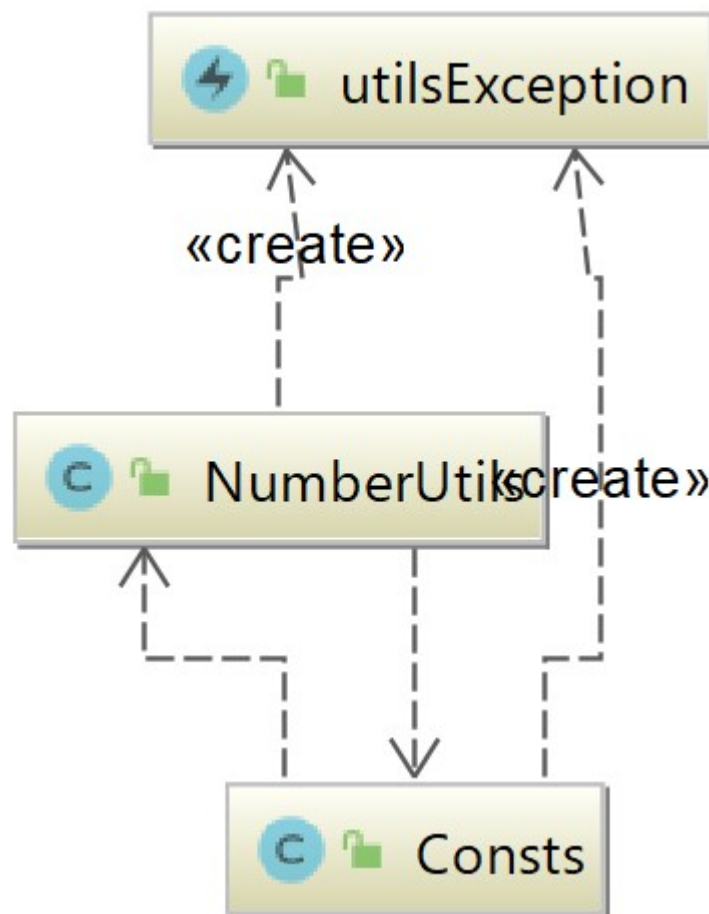 utilsException
«create»
NumberUtils
«create»
C
C
Consts